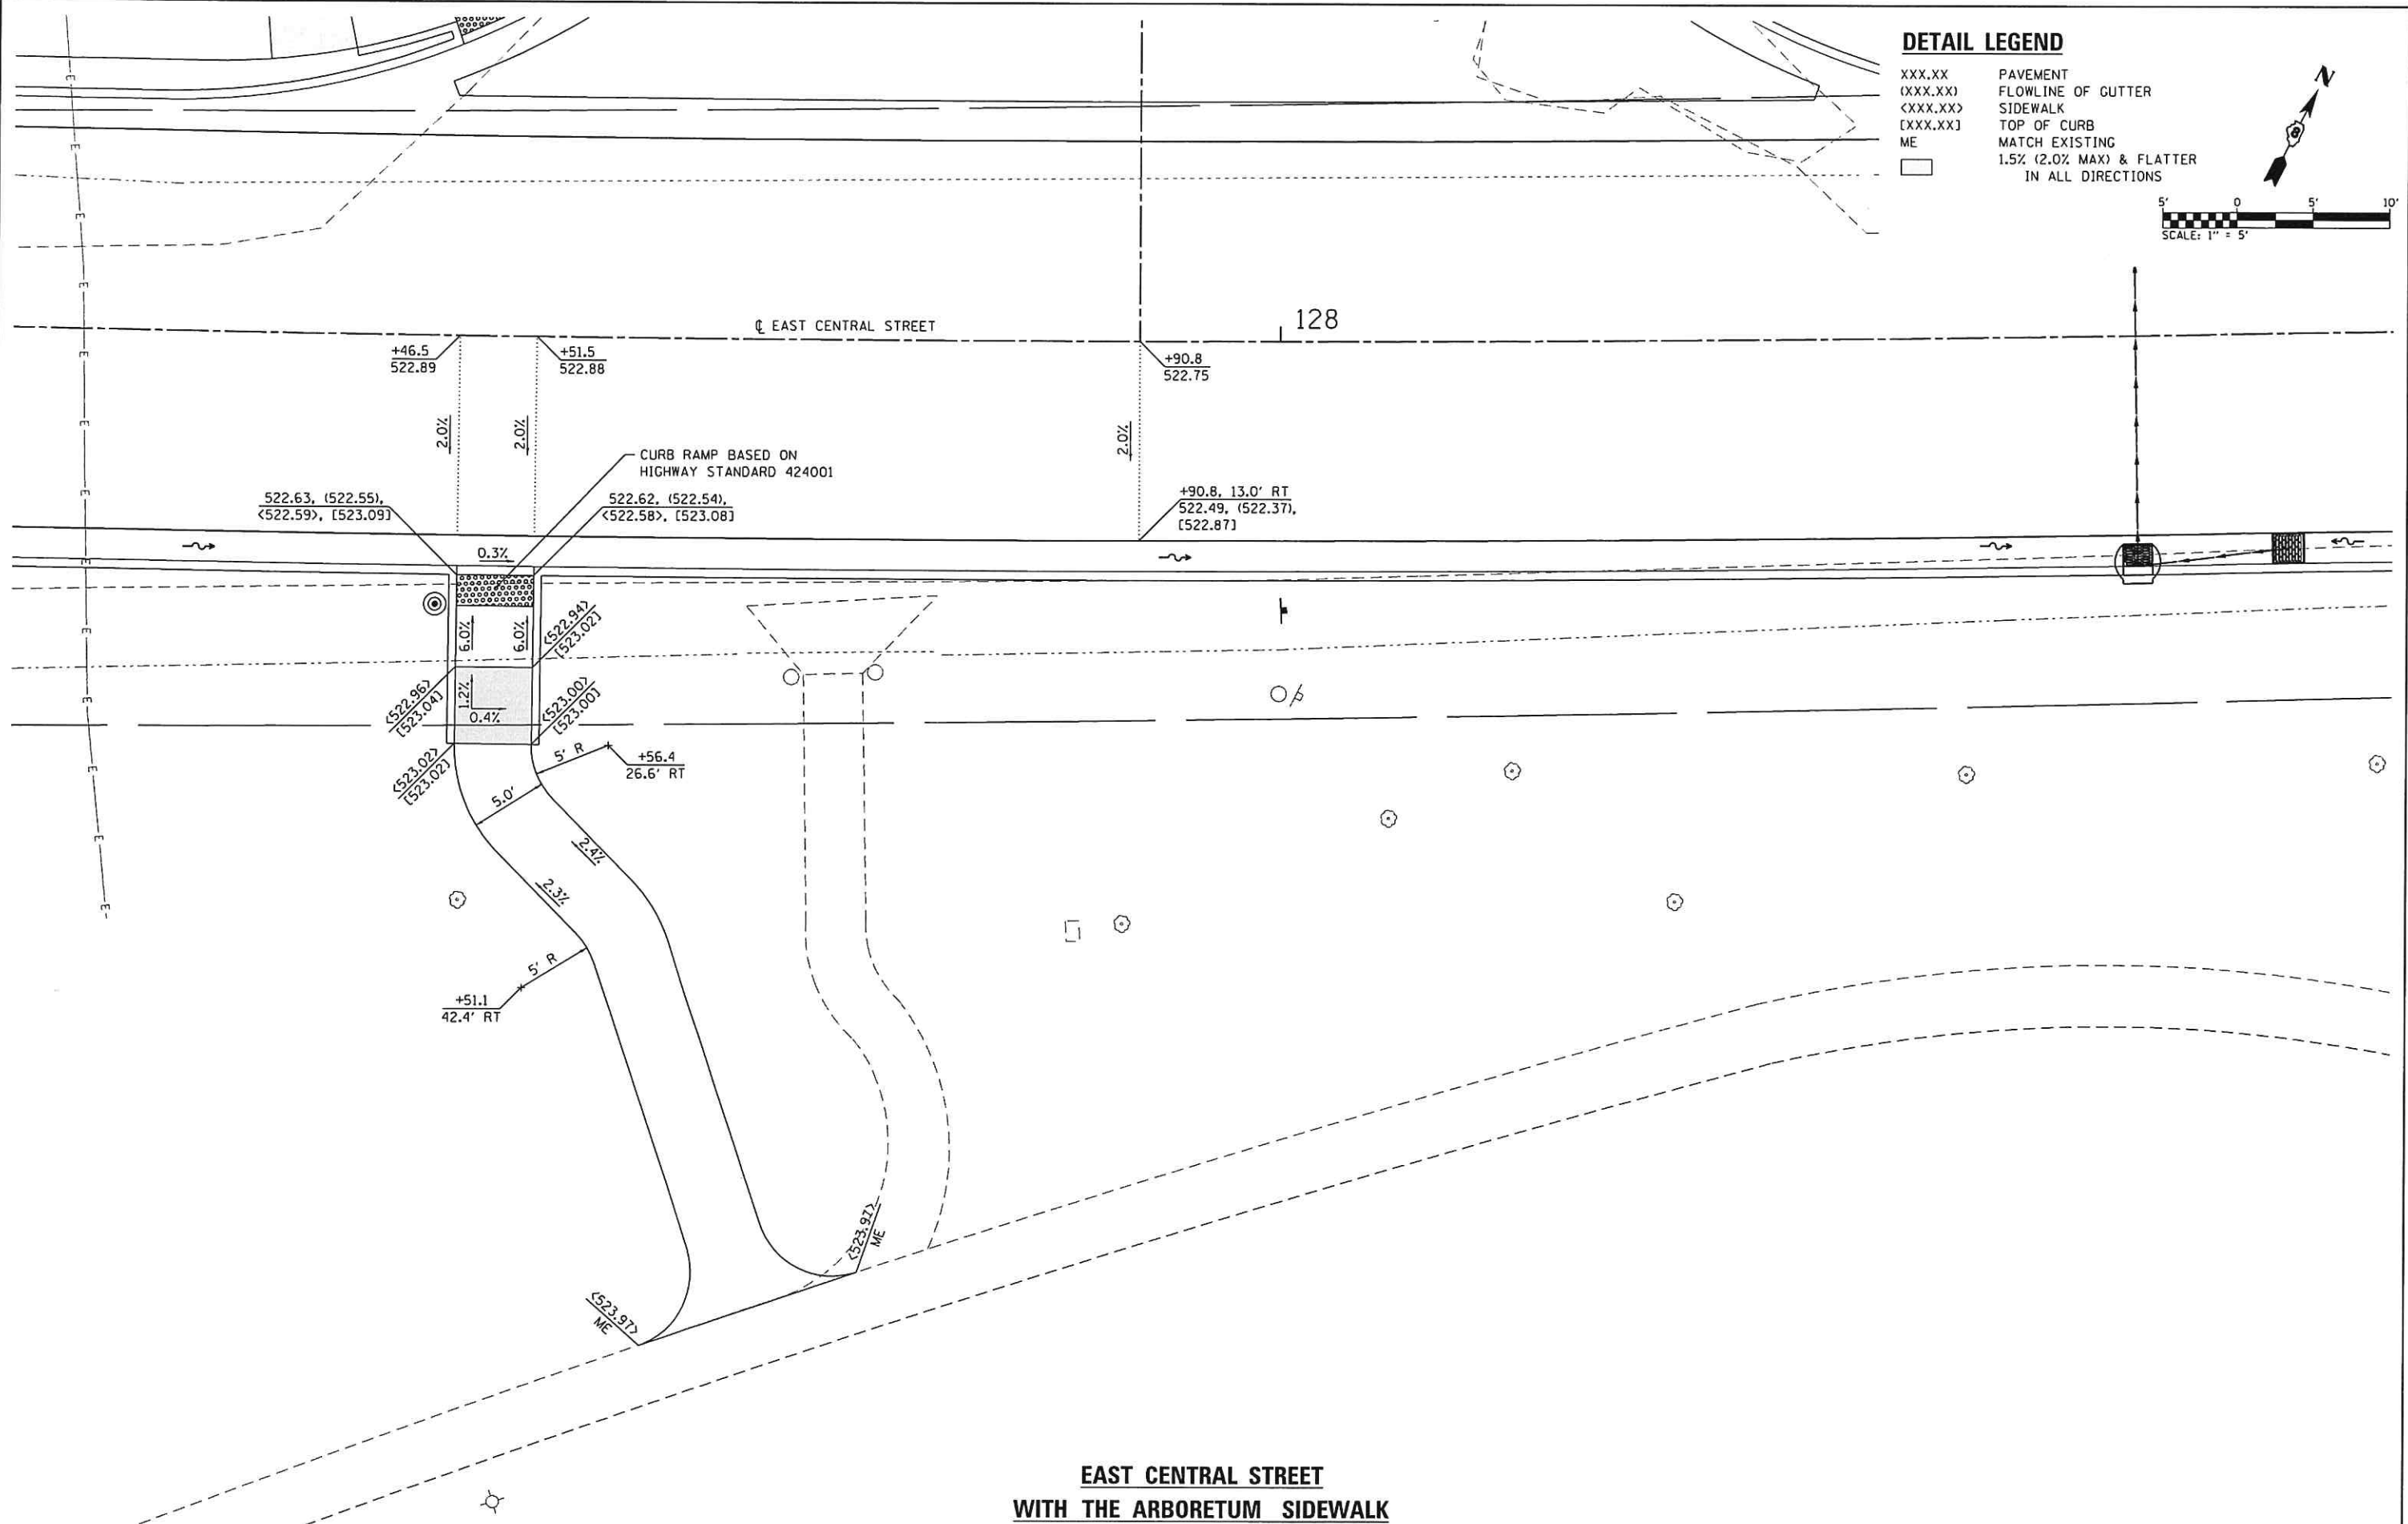 DETAIL LEGEND
XXX.XX PAVEMENT
(XXX.XX) FLOWLINE OF GUTTER
<XXX.XX> SIDEWALK
[XXX.XX] TOP OF CURB
ME MATCH EXISTING
1.5% (2.0% MAX) & FLATTER
IN ALL DIRECTIONS
N
8
5' 0 5' 10'
SCALE: 1" = 5'
℄ EAST CENTRAL STREET
128
+46.5
522.89
+51.5
522.88
+90.8
522.75
2.0%
2.0%
2.0%
CURB RAMP BASED ON
HIGHWAY STANDARD 424001
522.63, (522.55),
<522.59>, [523.09]
522.62, (522.54),
<522.58>, [523.08]
+90.8, 13.0' RT
522.49, (522.37),
[522.87]
0.3%
6.0%
6.0%
<522.94>
[523.02]
<522.96>
[523.04]
1.2%
0.4%
<523.00>
[523.00]
<523.02>
[523.02]
5' R
+56.4
26.6' RT
5.0'
2.4%
2.3%
5' R
+51.1
42.4' RT
<523.97>
ME
<523.97>
ME
E
E
E
E
E
E
E
E
E
E
E
E
E
EAST CENTRAL STREET
WITH THE ARBORETUM SIDEWALK